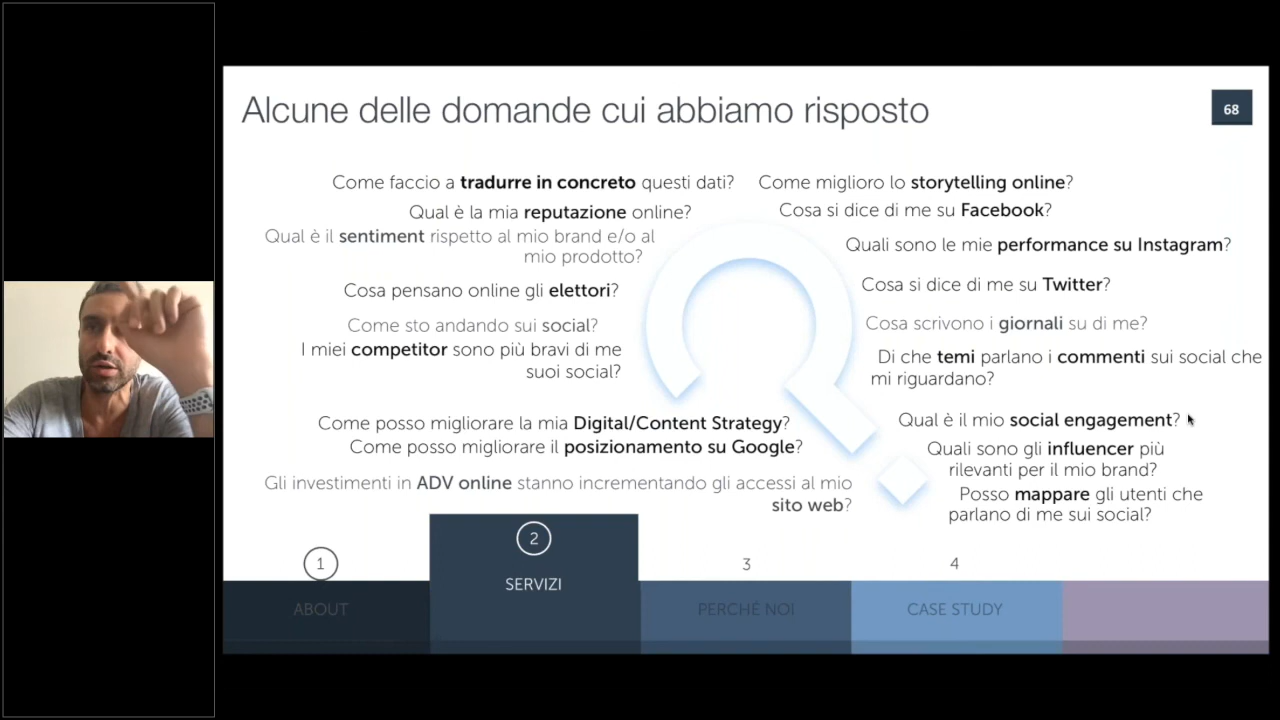 Alcune delle domande cui abbiamo risposto
68
Come faccio a tradurre in concreto questi dati?
Qual è la mia reputazione online?
Qual è il sentiment rispetto al mio brand e/o al
mio prodotto?
Cosa pensano online gli elettori?
Come sto andando sui social?
I miei competitor sono più bravi di me
suoi social?
Come posso migliorare la mia Digital/Content Strategy?
Come posso migliorare il posizionamento su Google?
Gli investimenti in ADV online stanno incrementando gli accessi al mio
sito web?
Come miglioro lo storytelling online?
Cosa si dice di me su Facebook?
Quali sono le mie performance su Instagram?
Cosa si dice di me su Twitter?
Cosa scrivono i giornali su di me?
Di che temi parlano i commenti sui social che
mi riguardano?
Qual è il mio social engagement?
Quali sono gli influencer più
rilevanti per il mio brand?
Posso mappare gli utenti che
parlano di me sui social?
1
ABOUT
2
SERVIZI
3
PERCHÉ NOI
4
CASE STUDY